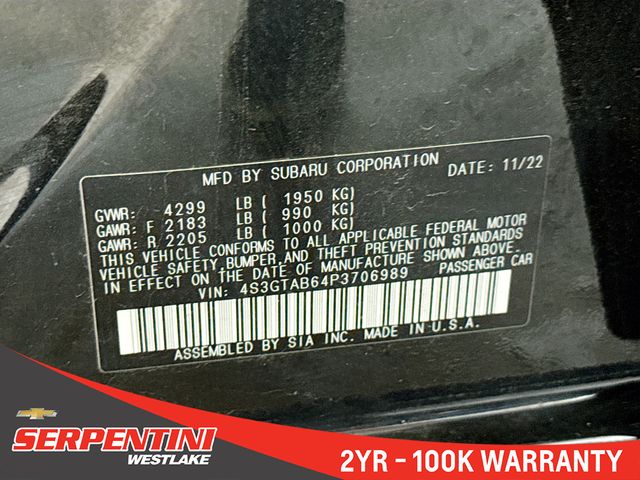 MFD BY SUBARU CORPORATION DATE: 11/22
GVWR: 4299 LB ( 1950 KG)
GAWR: F 2183 LB ( 990 KG)
GAWR: R. 2205 LB ( 1000 KG)
THIS VEHICLE CONFORMS TO ALL APPLICABLE FEDERAL MOTOR
VEHICLE SAFETY, BUMPER, AND THEFT PREVENTION STANDARDS
IN EFFECT ON THE DATE OF MANUFACTURE SHOWN ABOVE.
VIN: 4S3GTAB64P3706989 PASSENGER CAR
ASSEMBLED BY SIA INC. MADE IN U.S.A.
SERPENTINI
WESTLAKE
2YR - 100K WARRANTY